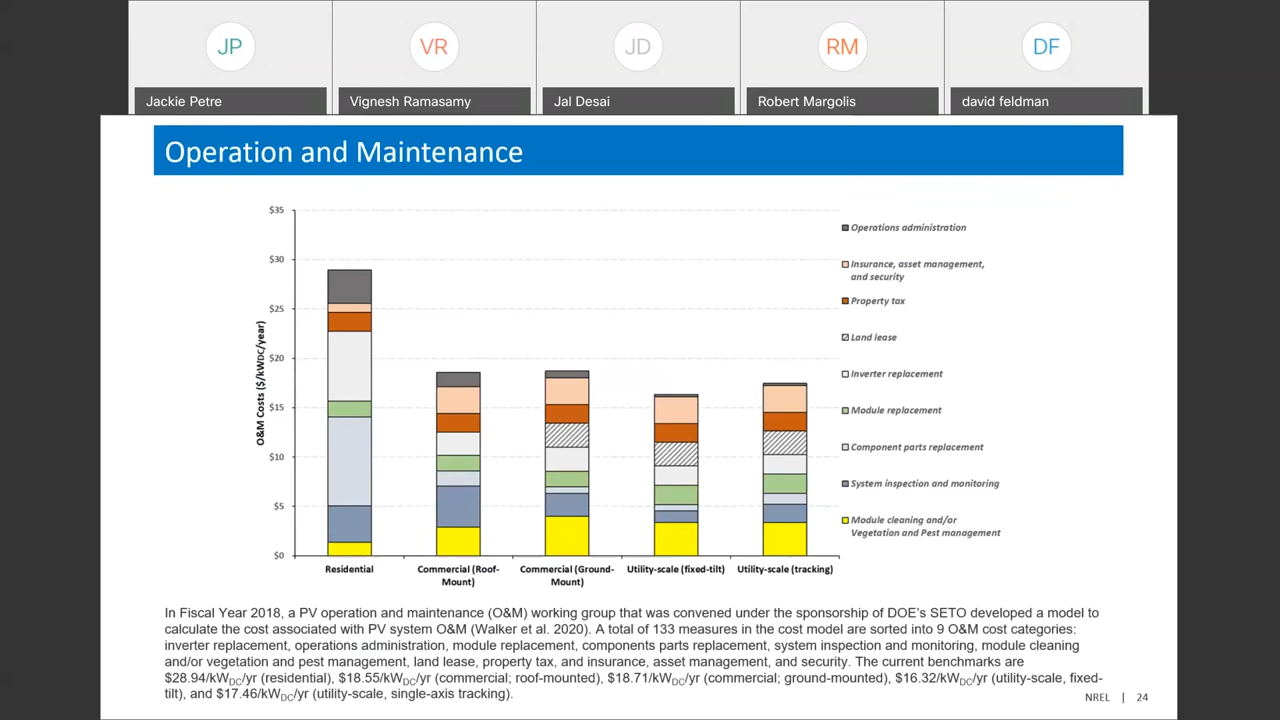 JP
VR
JD
RM
DF
Jackie Petre
Vignesh Ramasamy
Jal Desai
Robert Margolis
david feldman
Operation and Maintenance
O&M Costs ($/kWDC/year)
$35
$30
$25
$20
$15
$10
$5
$0
Residential
Commercial (Roof-
Mount)
Commercial (Ground-
Mount)
Utility-scale (fixed-tilt)
Utility-scale (tracking)
Operations administration
Insurance, asset management,
and security
Property tax
Land lease
Inverter replacement
Module replacement
Component parts replacement
System inspection and monitoring
Module cleaning and/or
Vegetation and Pest management
In Fiscal Year 2018, a PV operation and maintenance (O&M) working group that was convened under the sponsorship of DOE's SETO developed a model to
calculate the cost associated with PV system O&M (Walker et al. 2020). A total of 133 measures in the cost model are sorted into 9 O&M cost categories:
inverter replacement, operations administration, module replacement, components parts replacement, system inspection and monitoring, module cleaning
and/or vegetation and pest management, land lease, property tax, and insurance, asset management, and security. The current benchmarks are
$28.94/kWDC/yr (residential), $18.55/kWDC/yr (commercial; roof-mounted), $18.71/kWDC/yr (commercial; ground-mounted), $16.32/kWDC/yr (utility-scale, fixed-
tilt), and $17.46/kWDC/yr (utility-scale, single-axis tracking).
NREL | 24